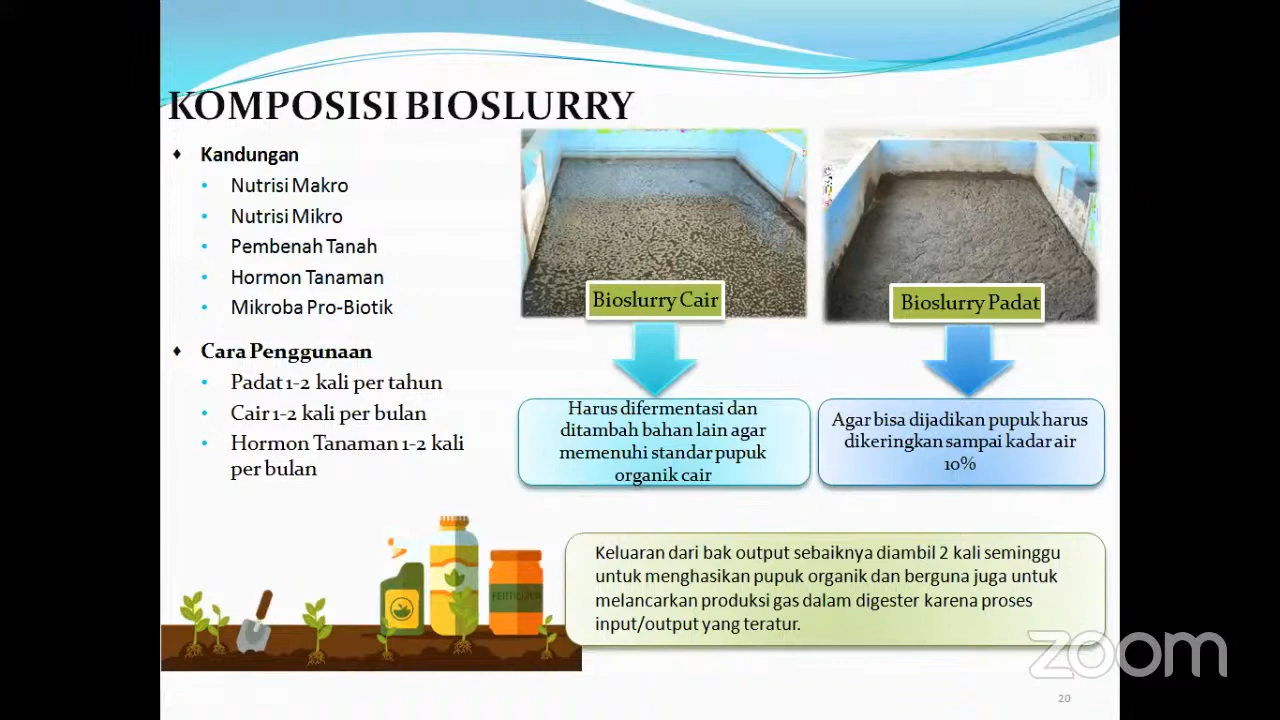 KOMPOSISI BIOSLURRY
♦ Kandungan
• Nutrisi Makro
• Nutrisi Mikro
• Pembenah Tanah
• Hormon Tanaman
• Mikroba Pro-Biotik
♦ Cara Penggunaan
• Padat 1-2 kali per tahun
• Cair 1-2 kali per bulan
• Hormon Tanaman 1-2 kali
per bulan
Bioslurry Cair
Harus difermentasi dan
ditambah bahan lain agar
memenuhi standar pupuk
organik cair
Bioslurry Padat
Agar bisa dijadikan pupuk harus
dikeringkan sampai kadar air
10%
FERTILIZER
Keluaran dari bak output sebaiknya diambil 2 kali seminggu
untuk menghasikan pupuk organik dan berguna juga untuk
melancarkan produksi gas dalam digester karena proses
input/output yang teratur.
zoom
20